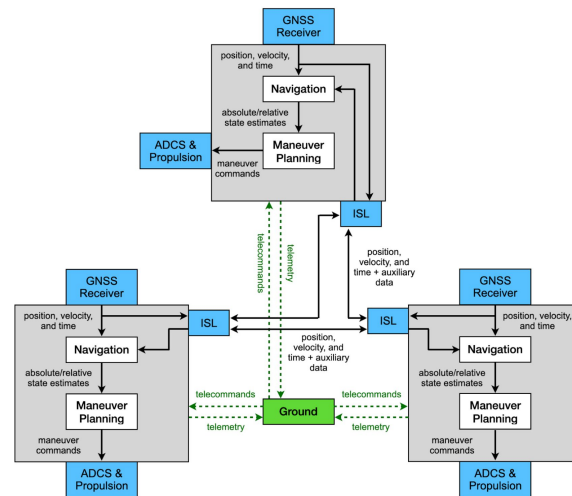 GNSS
Receiver
position, velocity,
and time
Navigation
absolute/relative
state estimates
ADCS &
Propulsion
Maneuver
Planning
maneuver
commands
ISL
telecommands
telemetry
position,
velocity, and
time + auxiliary
data
GNSS
Receiver
position, velocity,
and time
ISL
Navigation
absolute/relative
state estimates
Maneuver
Planning
maneuver
commands
ADCS &
Propulsion
position,
velocity, and
time + auxiliary
data
telecommands
telemetry
Ground
telecommands
telemetry
GNSS
Receiver
ISL
position, velocity,
and time
Navigation
absolute/relative
state estimates
Maneuver
Planning
maneuver
commands
ADCS &
Propulsion